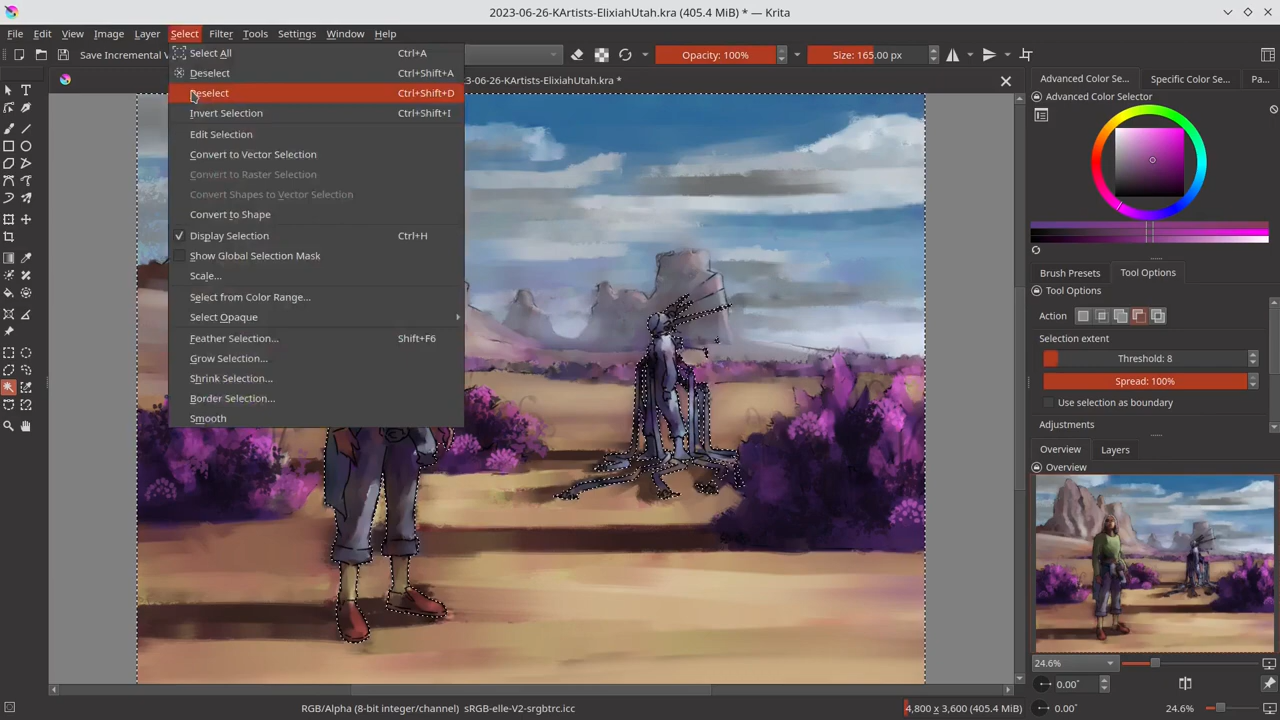 2023-06-26-KArtists-ElixiahUtah.kra (405.4 MiB) * — Krita
File Edit View Image Layer Select Filter Tools Settings Window Help
Save Incremental V
Opacity: 100%
Size: 165.00 px
3-06-26-KArtists-ElixiahUtah.kra *
Select All Ctrl+A
Deselect Ctrl+Shift+A
Reselect Ctrl+Shift+D
Invert Selection Ctrl+Shift+I
Edit Selection
Convert to Vector Selection
Convert to Raster Selection
Convert Shapes to Vector Selection
Convert to Shape
Display Selection Ctrl+H
Show Global Selection Mask
Scale...
Select from Color Range...
Select Opaque
Feather Selection... Shift+F6
Grow Selection...
Shrink Selection...
Border Selection...
Smooth
Advanced Color Se... Specific Color Se... Pa...
Advanced Color Selector
Brush Presets Tool Options
Tool Options
Action
Selection extent
Threshold: 8
Spread: 100%
Use selection as boundary
Adjustments
Overview Layers
Overview
24.6%
0.00°
RGB/Alpha (8-bit integer/channel) sRGB-elle-V2-srgbtrc.icc
4,800 x 3,600 (405.4 MiB)
0.00°
24.6%